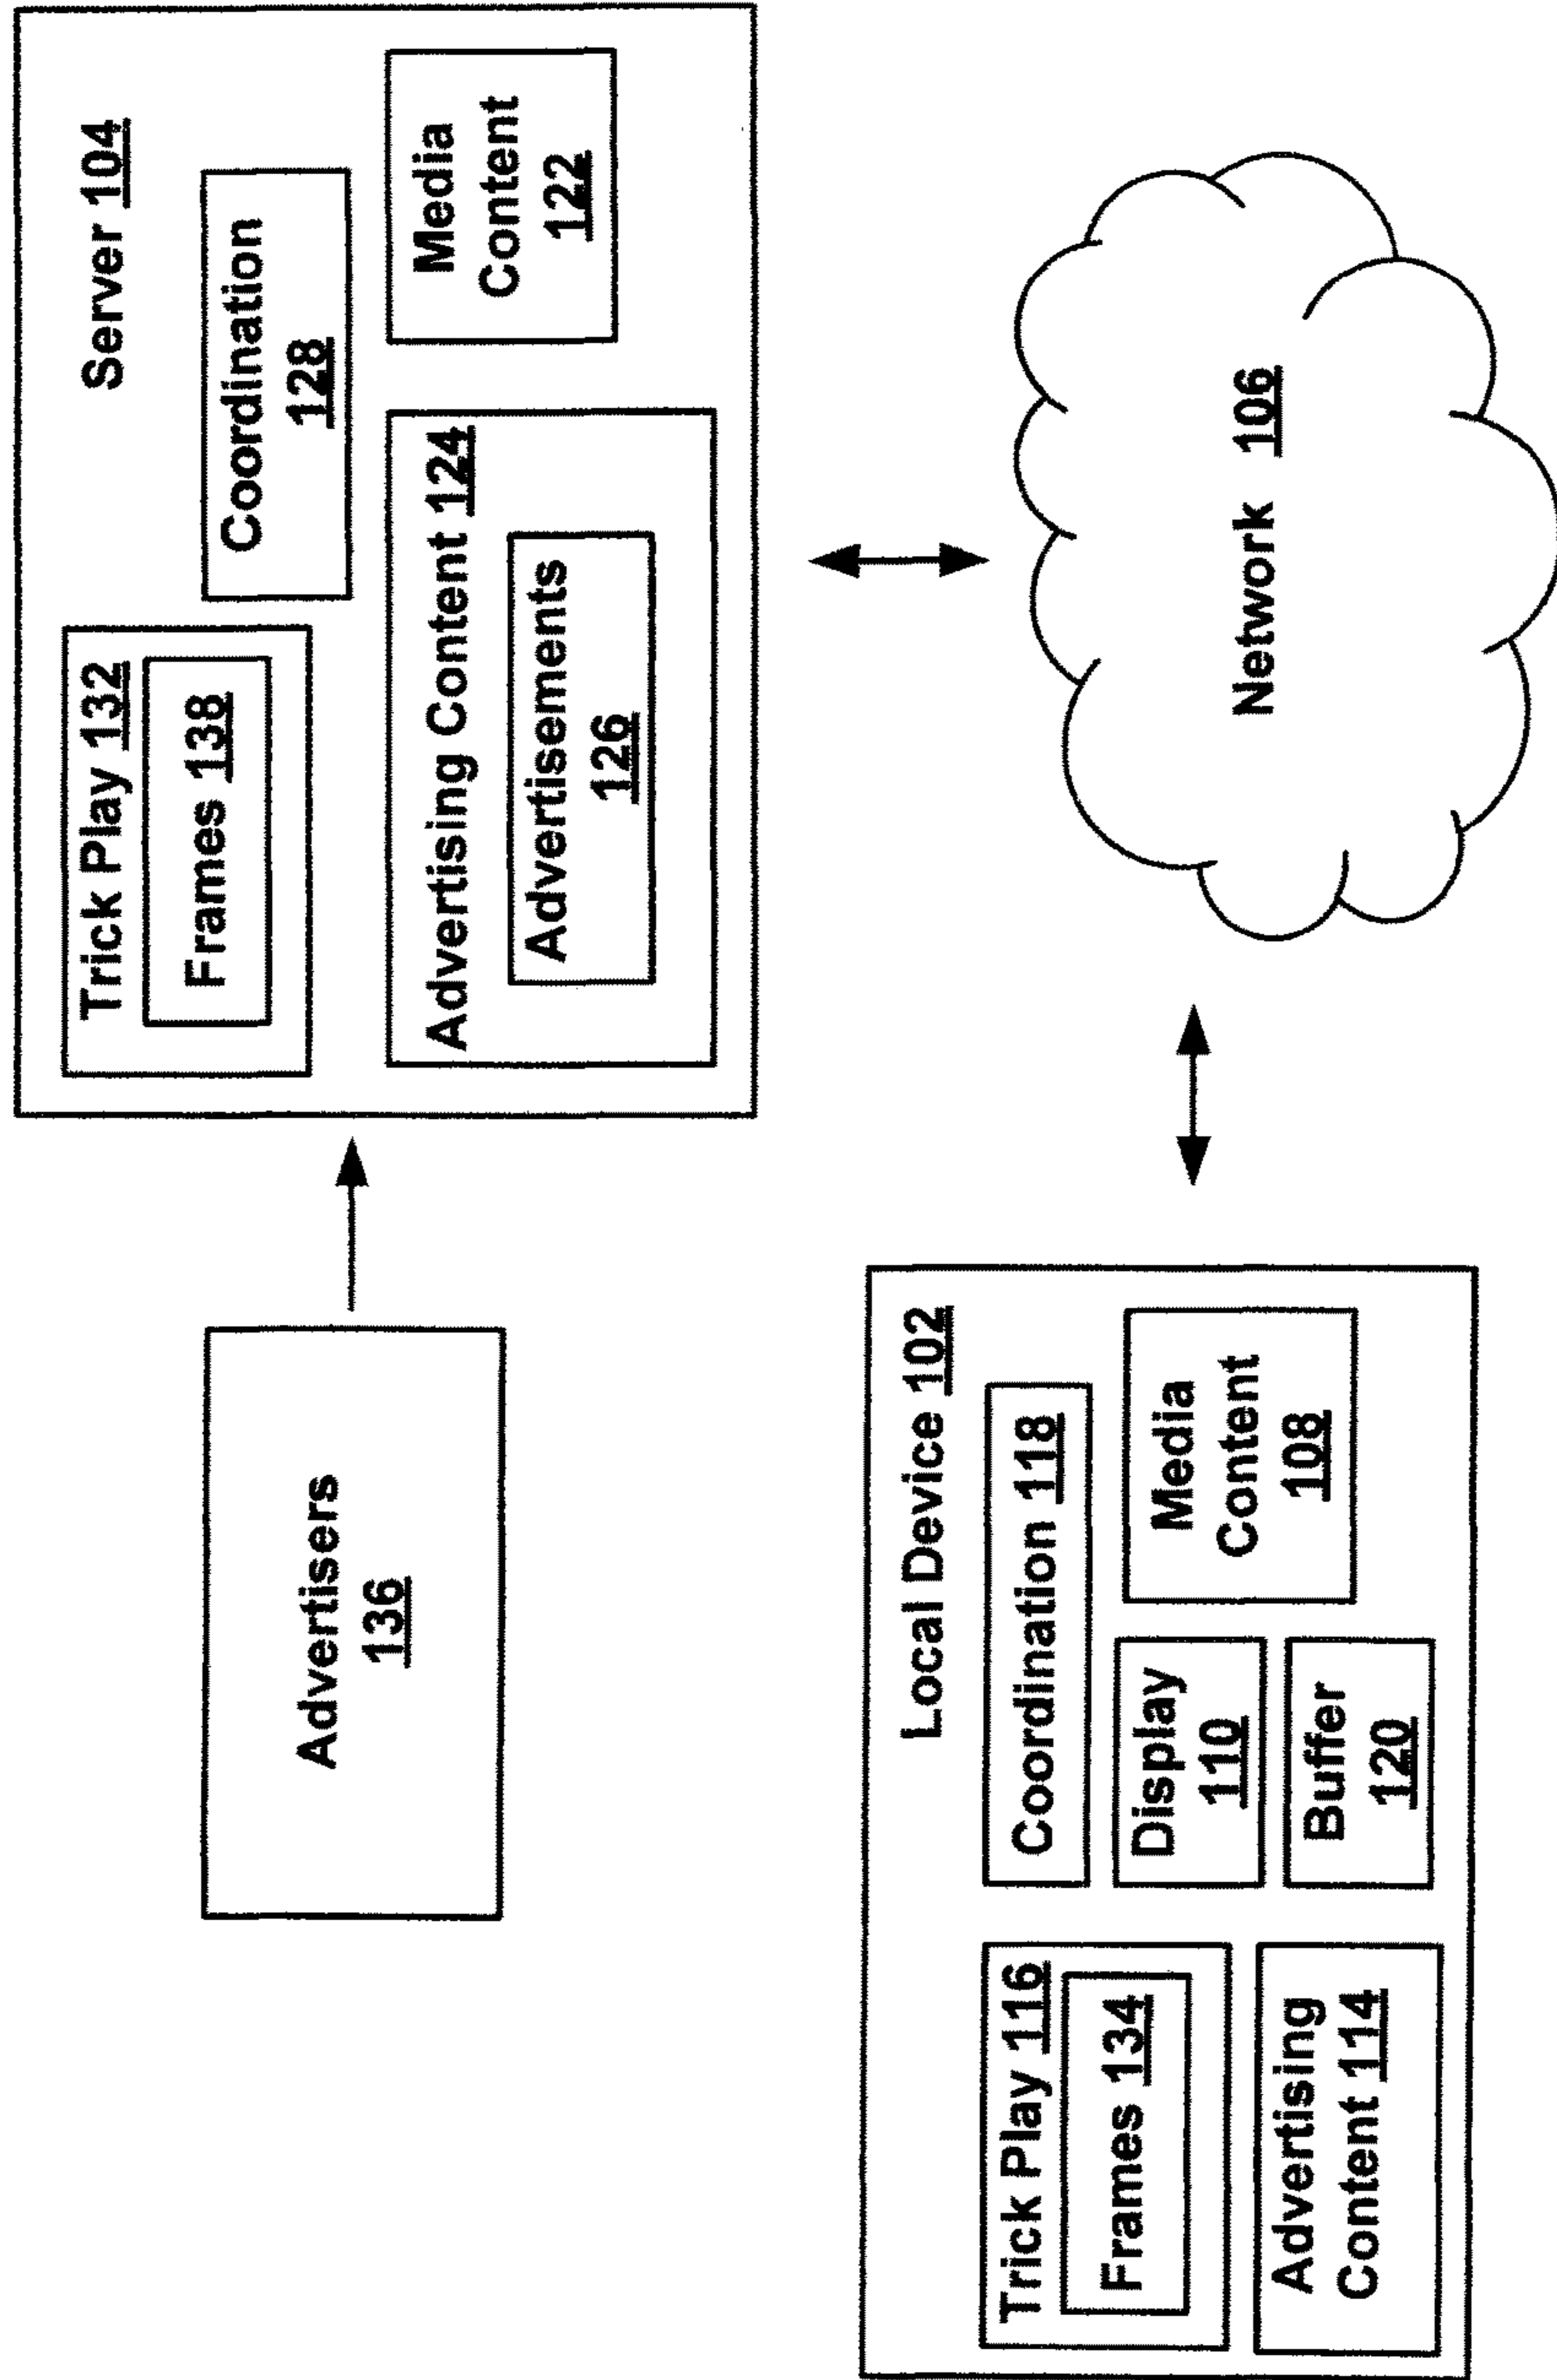 Advertisers
136
Server 104
Trick Play 132
Frames 138
Coordination
128
Advertising Content 124
Advertisements
126
Media
Content
122
Local Device 102
Trick Play 116
Frames 134
Coordination 118
Display
110
Media
Content
108
Advertising
Content 114
Buffer
120
Network 106